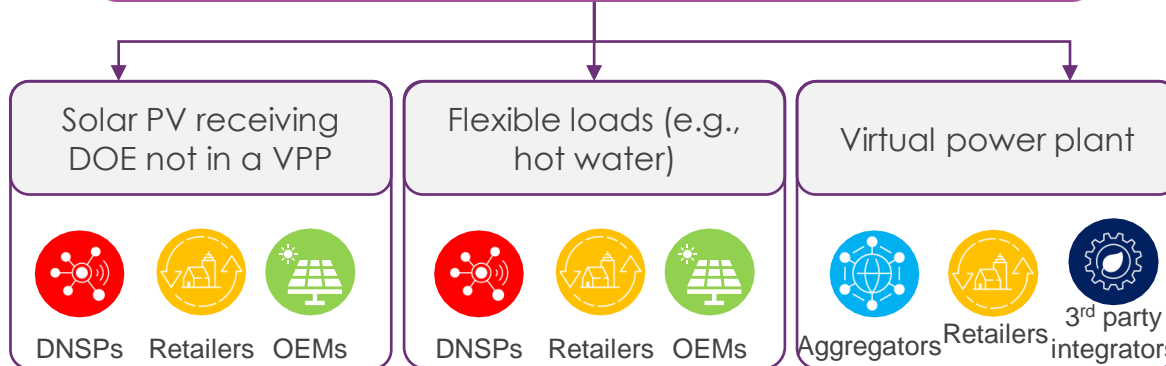 Solar PV receiving
DOE not in a VPP
Flexible loads (e.g.,
hot water)
Virtual power plant
DNSPs
Retailers
OEMs
DNSPs
Retailers
OEMs
Aggregators
Retailers
3rd party
integrators